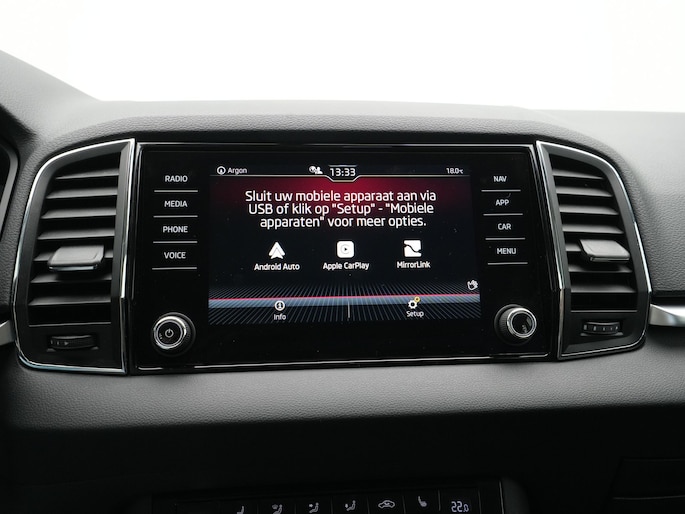 Argon 13:33 18.0°C
RADIO
MEDIA
PHONE
VOICE
Sluit uw mobiele apparaat aan via
USB of klik op "Setup" - "Mobiele
apparaten" voor meer opties.
Android Auto Apple CarPlay MirrorLink
Info Setup
NAV
APP
CAR
MENU
22.0